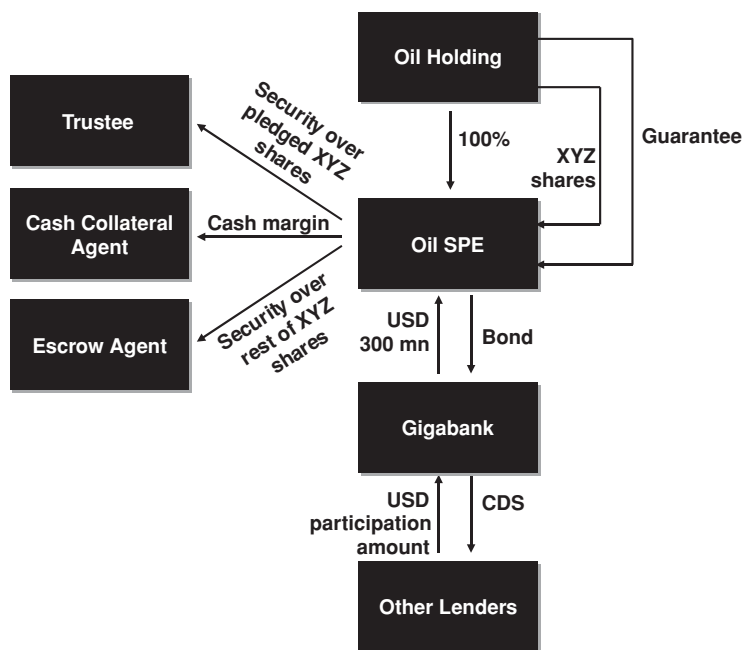 Oil Holding
Trustee
Security over
pledged XYZ
shares
100%
XYZ
shares
Guarantee
Cash Collateral
Agent
Cash margin
Oil SPE
Escrow Agent
Security over
rest of XYZ
shares
USD
300 mn
Bond
Gigabank
USD
participation
amount
CDS
Other Lenders